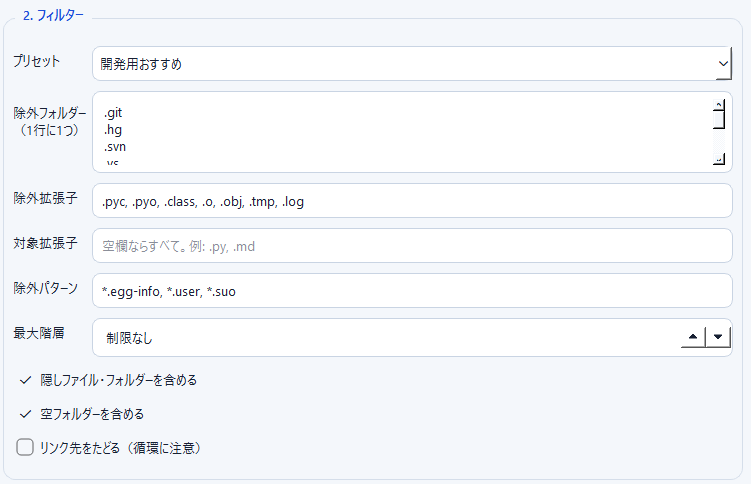 2. フィルター
プリセット
開発用おすすめ
除外フォルダー
（1行に1つ）
.git
.hg
.svn
.vs
除外拡張子
.pyc, .pyo, .class, .o, .obj, .tmp, .log
対象拡張子
空欄ならすべて。例: .py, .md
除外パターン
*.egg-info, *.user, *.suo
最大階層
制限なし
隠しファイル・フォルダーを含める
空フォルダーを含める
リンク先をたどる（循環に注意）